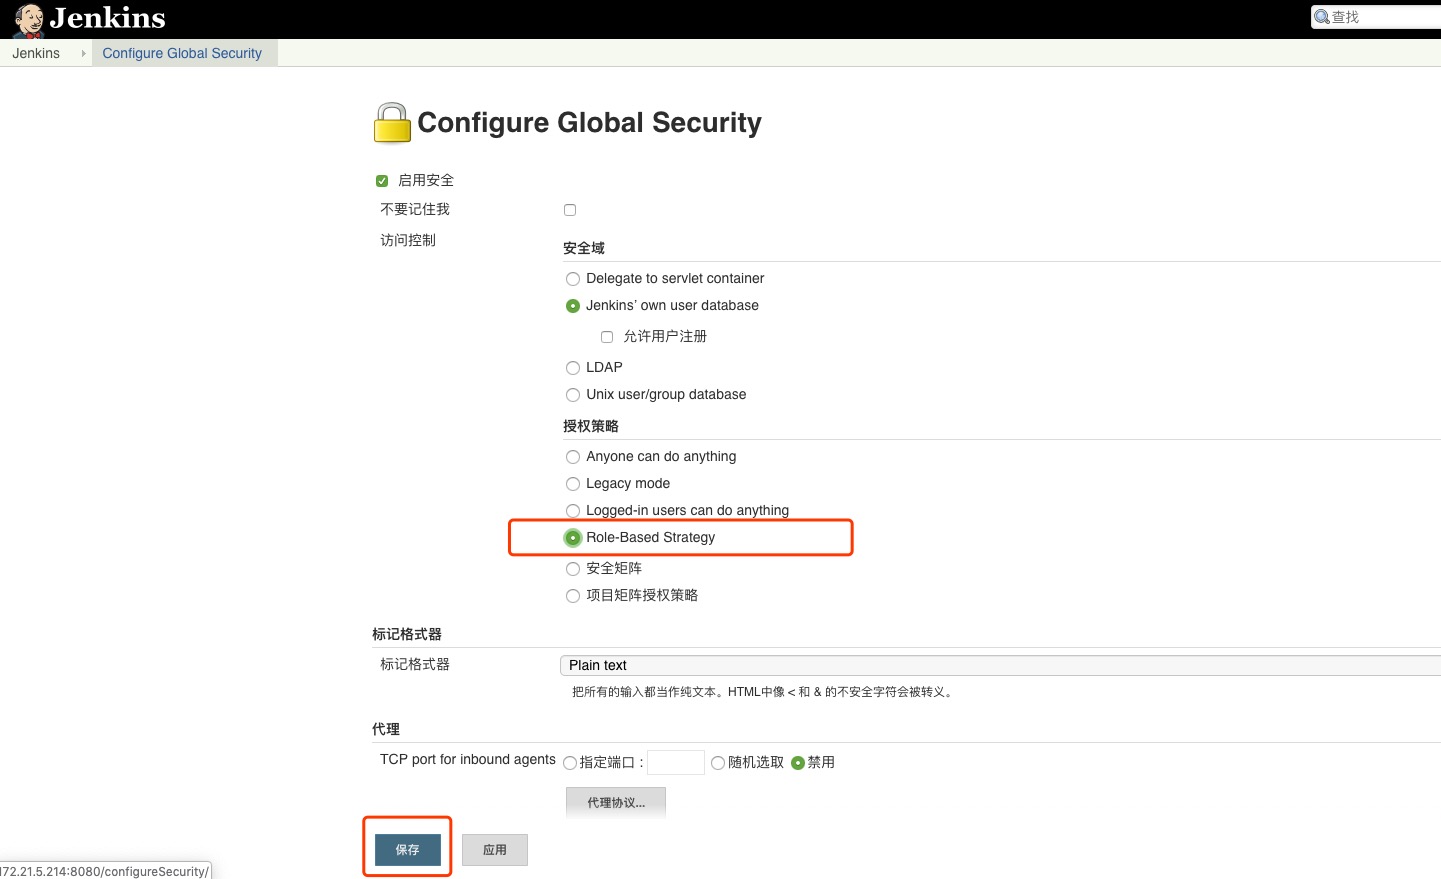 Jenkins
查找
Jenkins
Configure Global Security
Configure Global Security
启用安全
不要记住我
访问控制
安全域
Delegate to servlet container
Jenkins’ own user database
允许用户注册
LDAP
Unix user/group database
授权策略
Anyone can do anything
Legacy mode
Logged-in users can do anything
Role-Based Strategy
安全矩阵
项目矩阵授权策略
标记格式器
标记格式器 Plain text
把所有的输入都当作纯文本。HTML中像 < 和 & 的不安全字符会被转义。
代理
TCP port for inbound agents 指定端口 : 随机选取 禁用
代理协议...
保存 应用
172.21.5.214:8080/configureSecurity/